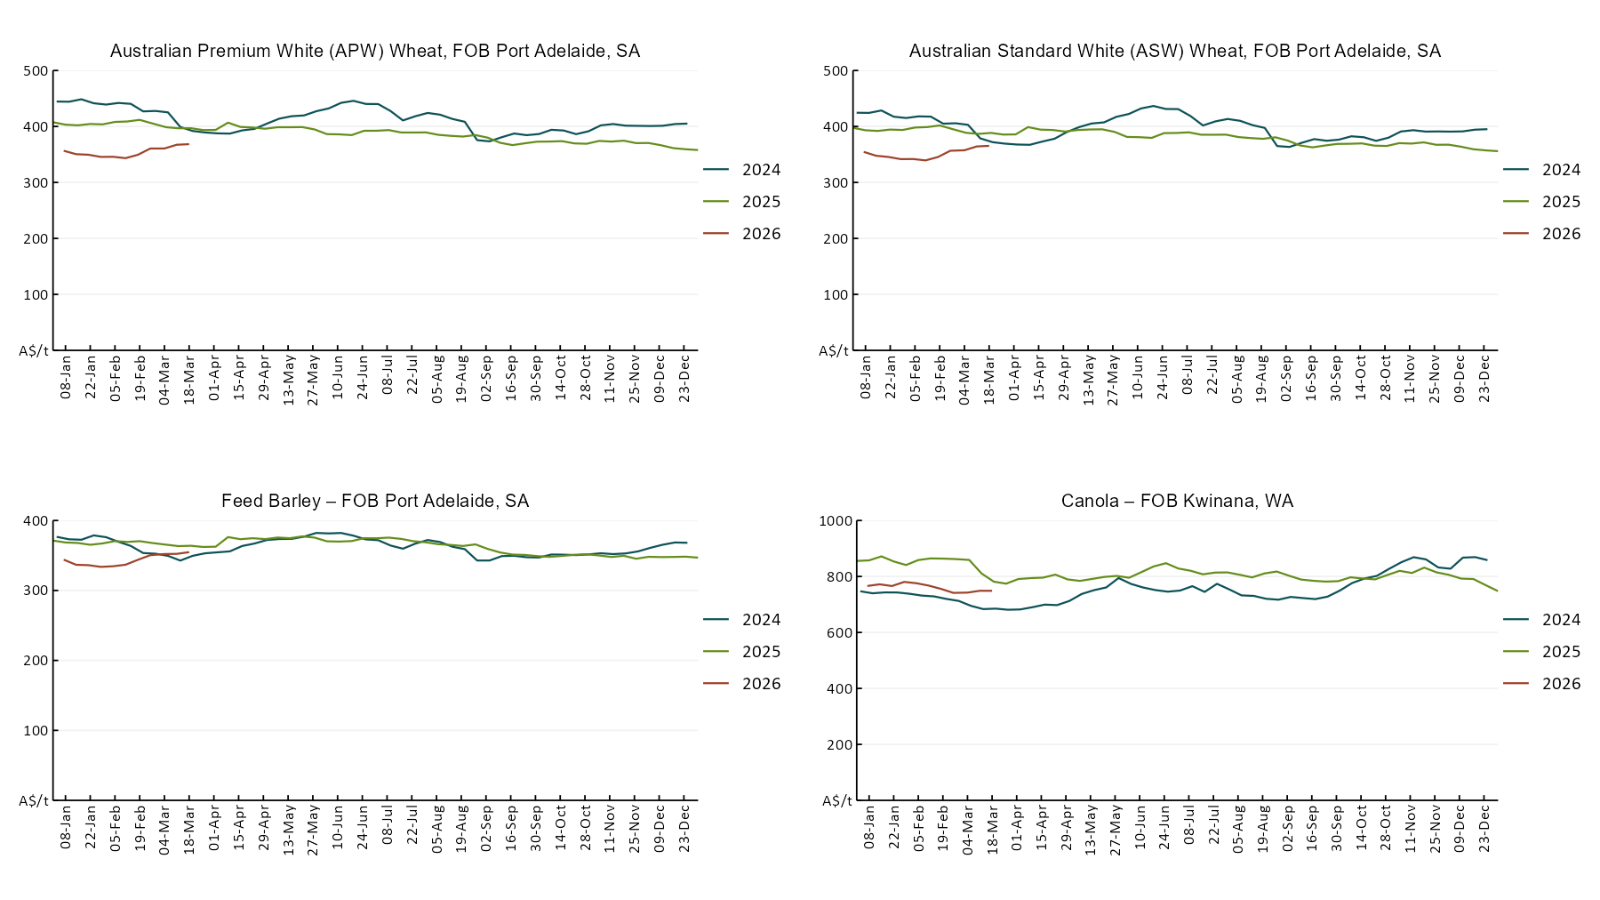 Australian Premium White (APW) Wheat, FOB Port Adelaide, SA
500
400
300
200
100
A$/t
08-Jan
22-Jan
05-Feb
19-Feb
04-Mar
18-Mar
01-Apr
15-Apr
29-Apr
13-May
27-May
10-Jun
24-Jun
08-Jul
22-Jul
05-Aug
19-Aug
02-Sep
16-Sep
30-Sep
14-Oct
28-Oct
11-Nov
25-Nov
09-Dec
23-Dec
2024
2025
2026
Australian Standard White (ASW) Wheat, FOB Port Adelaide, SA
500
400
300
200
100
A$/t
08-Jan
22-Jan
05-Feb
19-Feb
04-Mar
18-Mar
01-Apr
15-Apr
29-Apr
13-May
27-May
10-Jun
24-Jun
08-Jul
22-Jul
05-Aug
19-Aug
02-Sep
16-Sep
30-Sep
14-Oct
28-Oct
11-Nov
25-Nov
09-Dec
23-Dec
2024
2025
2026
Feed Barley – FOB Port Adelaide, SA
400
300
200
100
A$/t
08-Jan
22-Jan
05-Feb
19-Feb
04-Mar
18-Mar
01-Apr
15-Apr
29-Apr
13-May
27-May
10-Jun
24-Jun
08-Jul
22-Jul
05-Aug
19-Aug
02-Sep
16-Sep
30-Sep
14-Oct
28-Oct
11-Nov
25-Nov
09-Dec
23-Dec
2024
2025
2026
Canola – FOB Kwinana, WA
1000
800
600
400
200
A$/t
08-Jan
22-Jan
05-Feb
19-Feb
04-Mar
18-Mar
01-Apr
15-Apr
29-Apr
13-May
27-May
10-Jun
24-Jun
08-Jul
22-Jul
05-Aug
19-Aug
02-Sep
16-Sep
30-Sep
14-Oct
28-Oct
11-Nov
25-Nov
09-Dec
23-Dec
2024
2025
2026